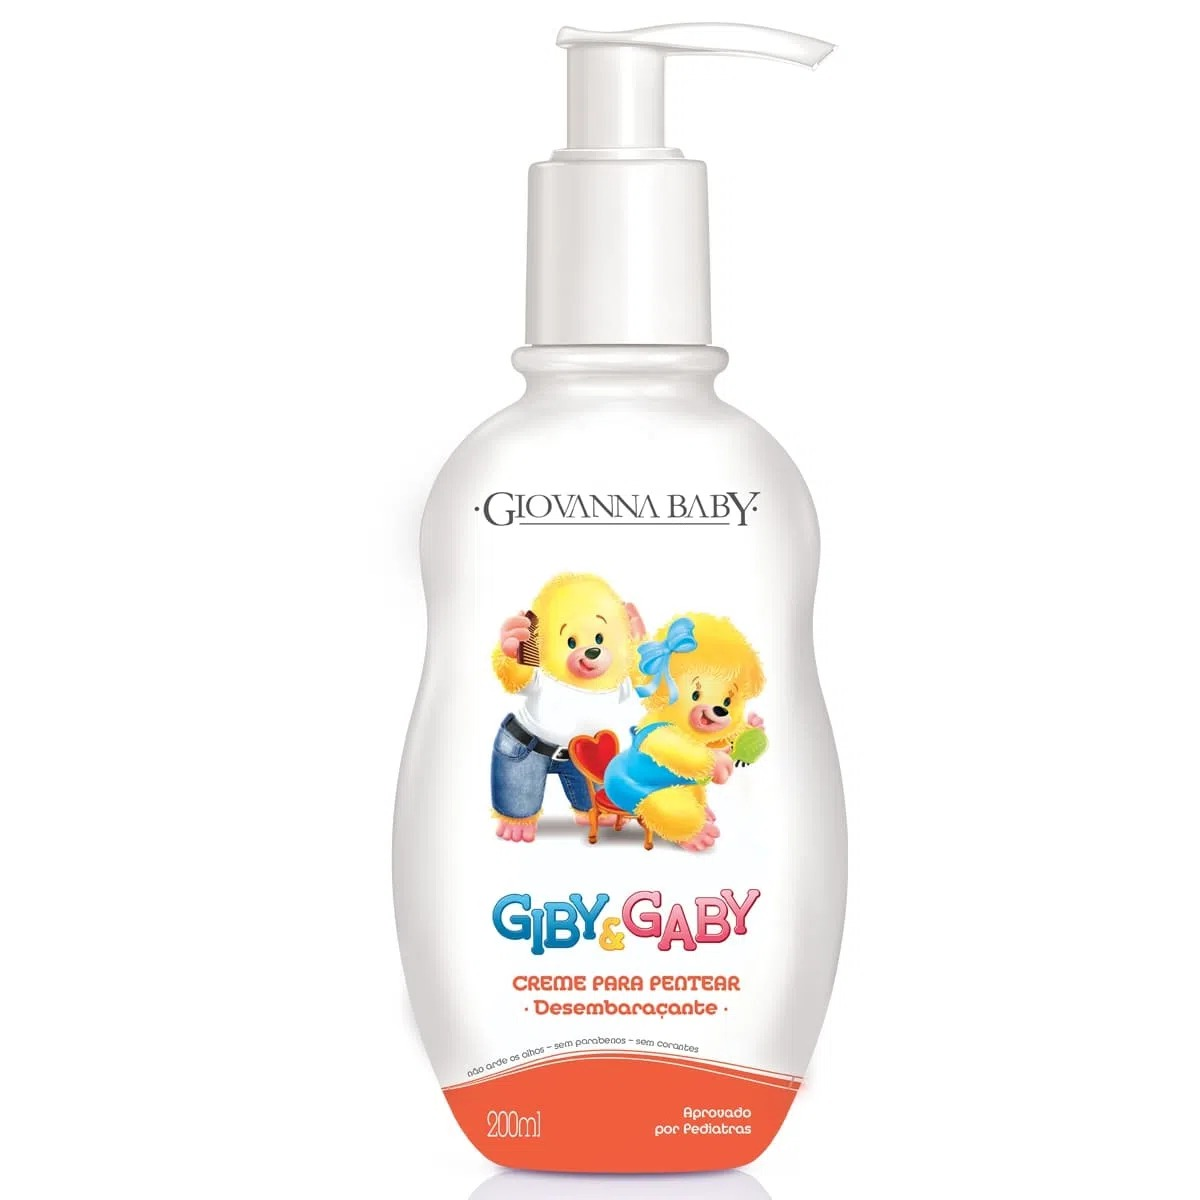 ·GIOVANNA BABY·
GIBY & GABY
CREME PARA PENTEAR
· Desembaraçante ·
não arde os olhos – sem parabenos – sem corantes
200ml
Aprovado
por Pediatras